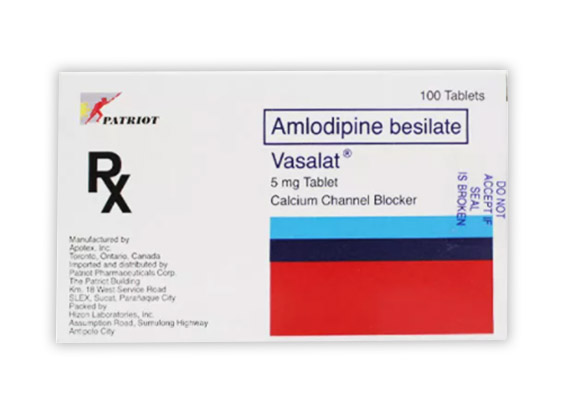 100 Tablets
PATRIOT
Amlodipine besilate
Vasalat®
Rx
5 mg Tablet
Calcium Channel Blocker
DO NOT
ACCEPT IF
SEAL
IS BROKEN
Manufactured by
Apotex, Inc.
Toronto, Ontario, Canada
Imported and distributed by
Patriot Pharmaceuticals Corp.
The Patriot Building
Km. 18 West Service Road
SLEX, Sucat, Parañaque City
Packed by
Hizon Laboratories, Inc.
Assumption Road, Sumulong Highway
Antipolo City